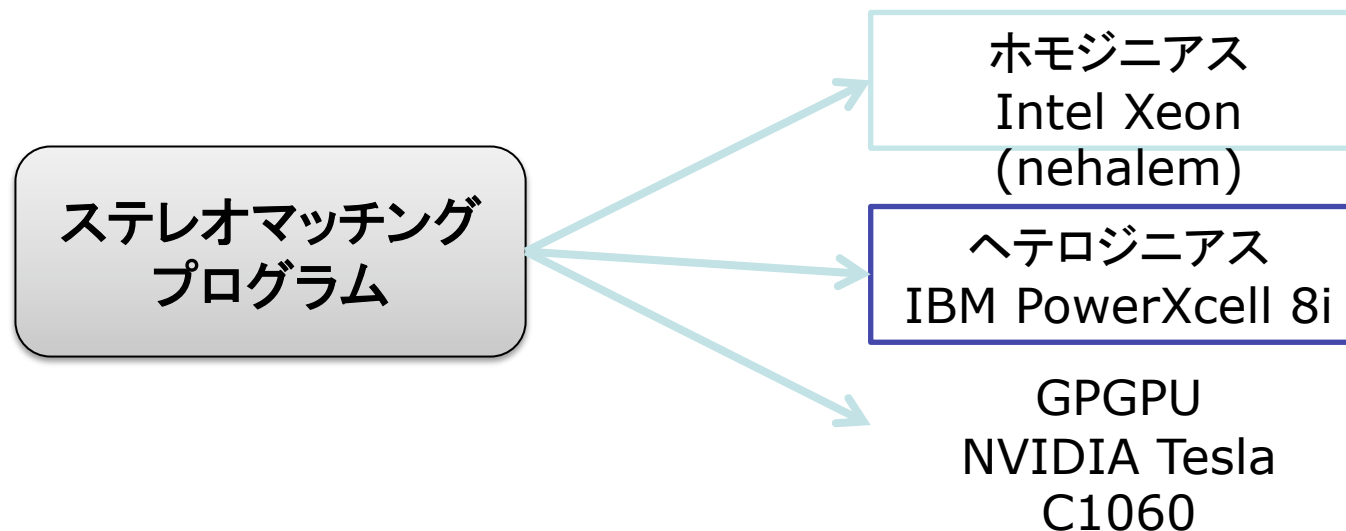 ステレオマッチング
プログラム
ホモジニアス
Intel Xeon
(nehalem)
ヘテロジニアス
IBM PowerXcell 8i
GPGPU
NVIDIA Tesla
C1060